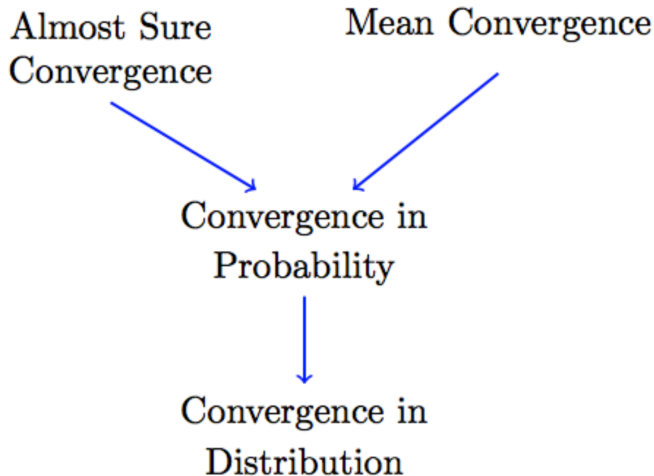 Almost Sure
Convergence
Mean Convergence
Convergence in
Probability
Convergence in
Distribution